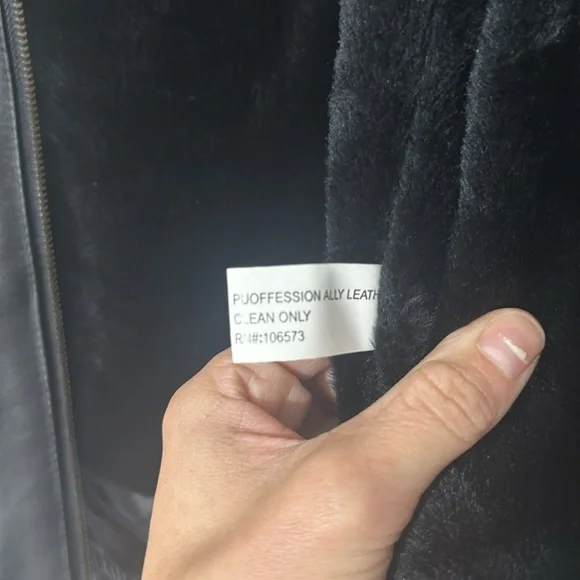 PUOFFESSION ALLY LEATH
CLEAN ONLY
RN#:106573